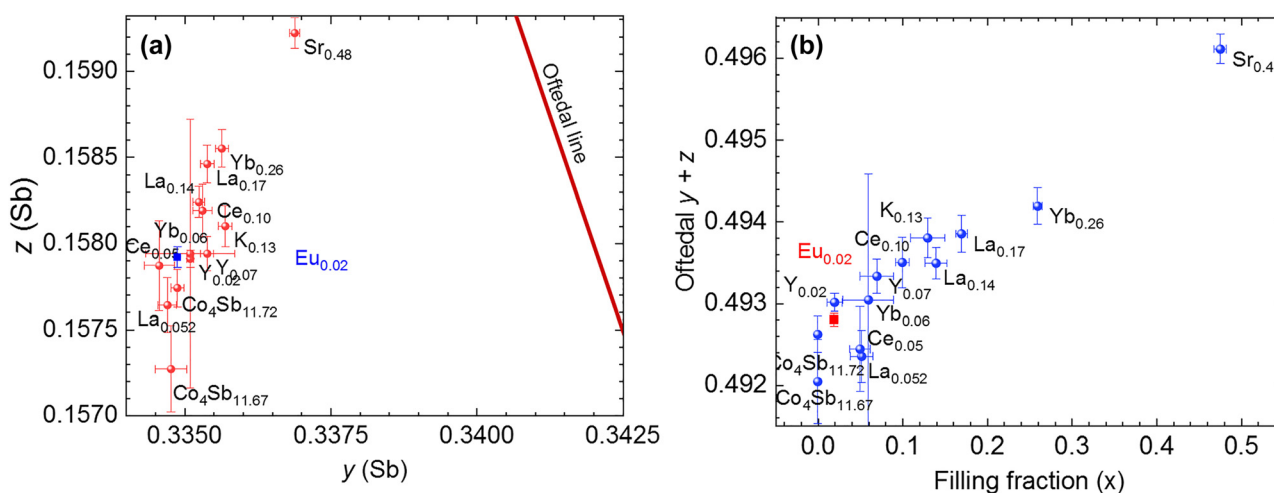 (a)
Sr0.48
0.1590
Oftedal line
z (Sb)
0.1585
Yb0.26
La0.17
La0.14
Ce0.10
K0.13
0.1580
Yb0.06
Ce0.05
Eu0.02
Y0.02
Y0.07
Co4Sb11.72
0.1575
La0.052
Co4Sb11.67
0.1570
0.3350 0.3375 0.3400 0.3425
y (Sb)
(b)
0.496
Sr0.4
0.495
Oftedal y + z
0.494
K0.13
Yb0.26
Ce0.10
La0.17
Eu0.02
La0.14
Y0.02
Y0.07
0.493
Yb0.06
Ce0.05
Co4Sb11.72
La0.052
0.492
Co4Sb11.67
0.0 0.1 0.2 0.3 0.4 0.5
Filling fraction (x)